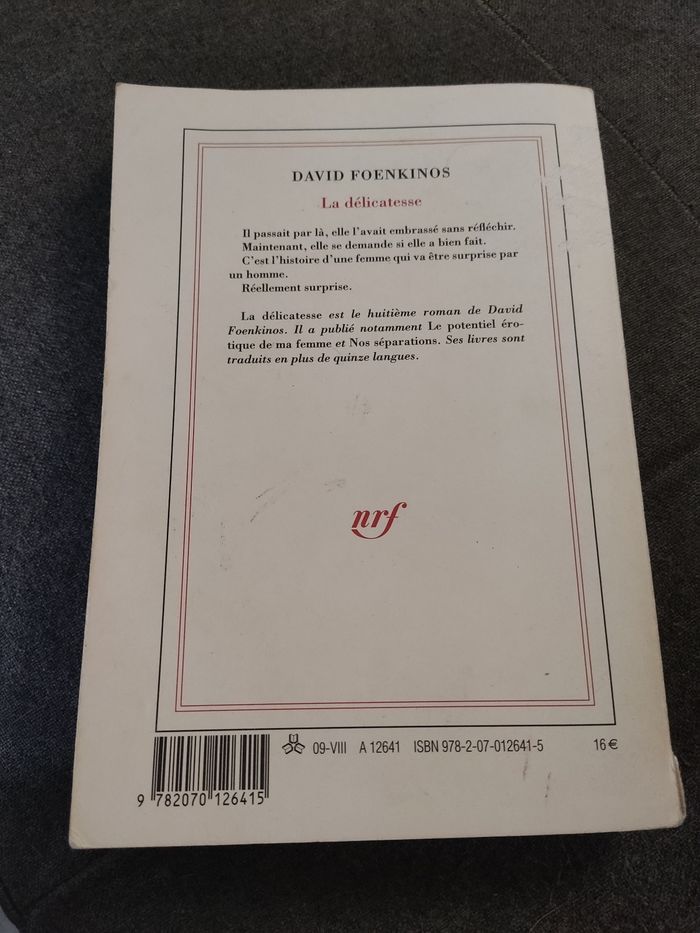 DAVID FOENKINOS
La délicatesse
Il passait par là, elle l'avait embrassé sans réfléchir.
Maintenant, elle se demande si elle a bien fait.
C'est l'histoire d'une femme qui va être surprise par
un homme.
Réellement surprise.
La délicatesse est le huitième roman de David
Foenkinos. Il a publié notamment Le potentiel éro-
tique de ma femme et Nos séparations. Ses livres sont
traduits en plus de quinze langues.
nrf
09-VIII A 12641 ISBN 978-2-07-012641-5 16 €
9 782070 126415